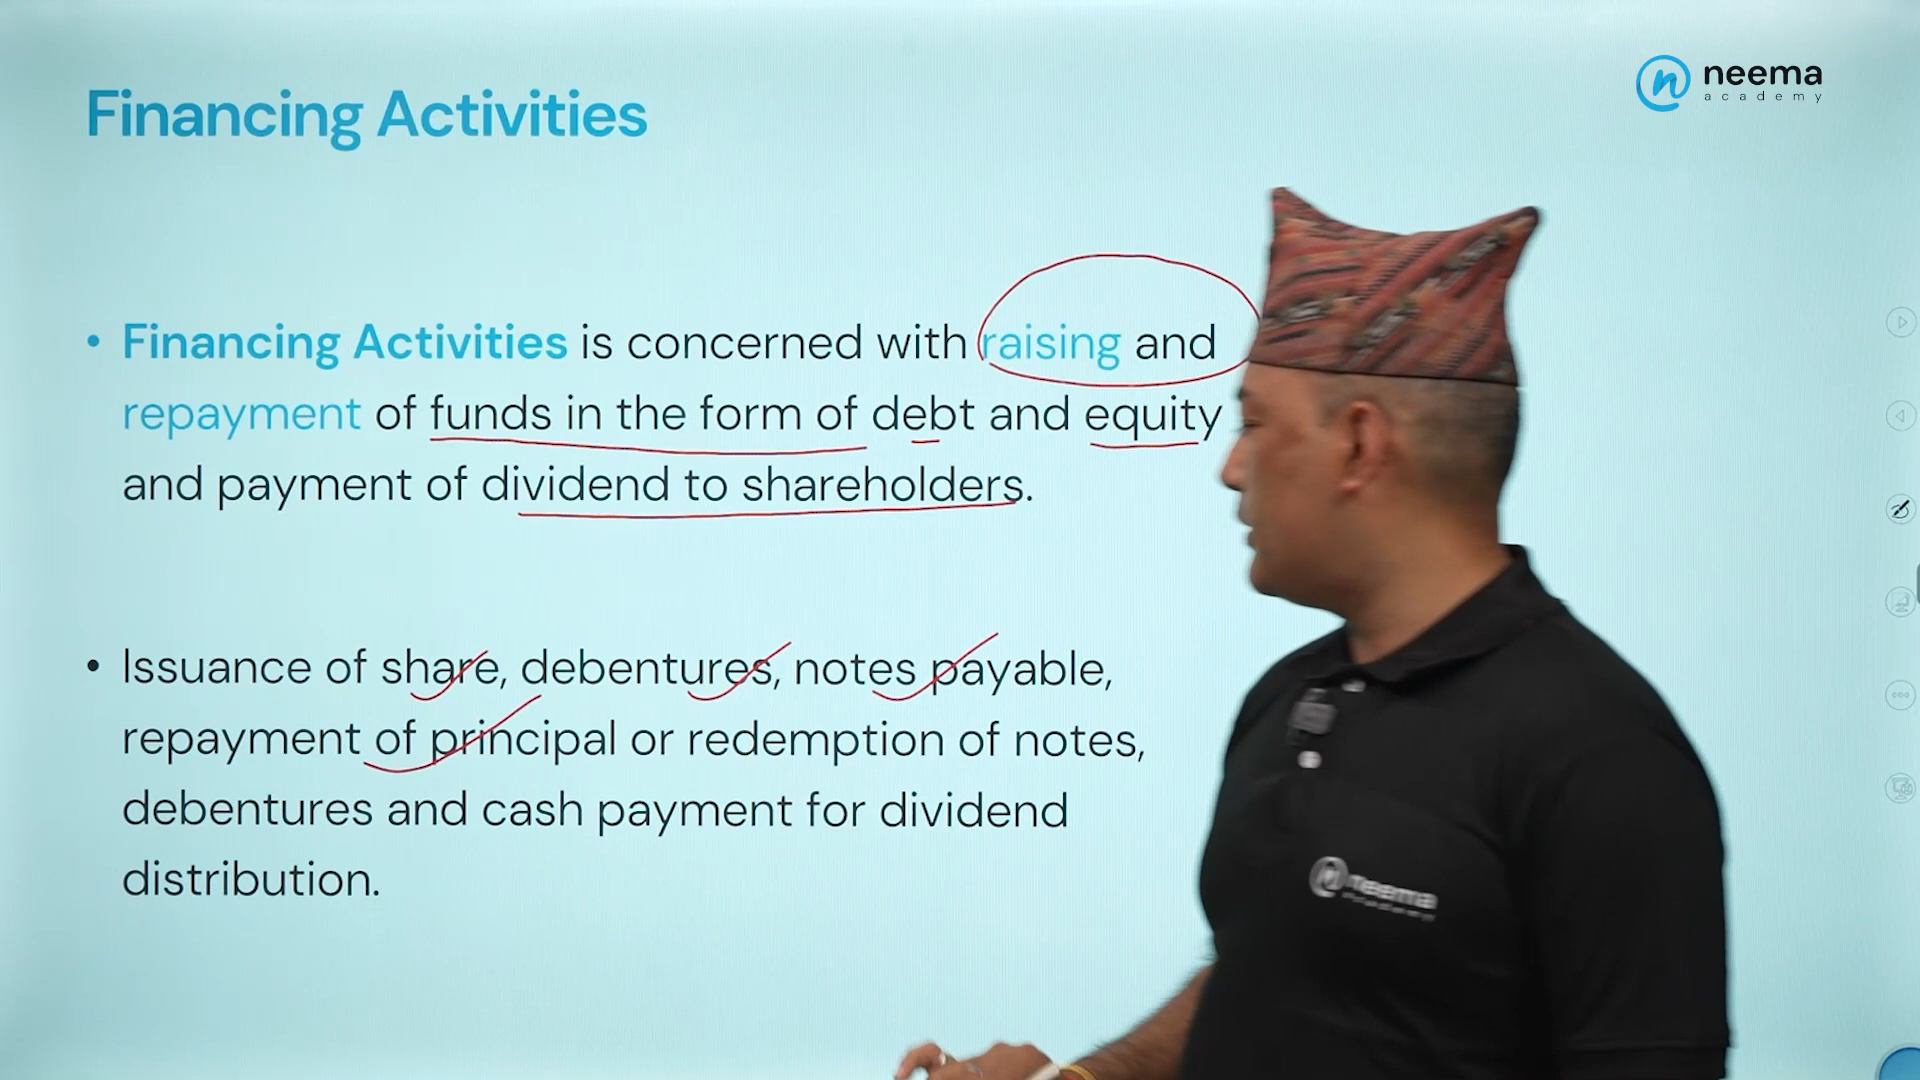 neema
academy
Financing Activities
• Financing Activities is concerned with raising and
repayment of funds in the form of debt and equity
and payment of dividend to shareholders.
• Issuance of share, debentures, notes payable,
repayment of principal or redemption of notes,
debentures and cash payment for dividend
distribution.
neema
academy